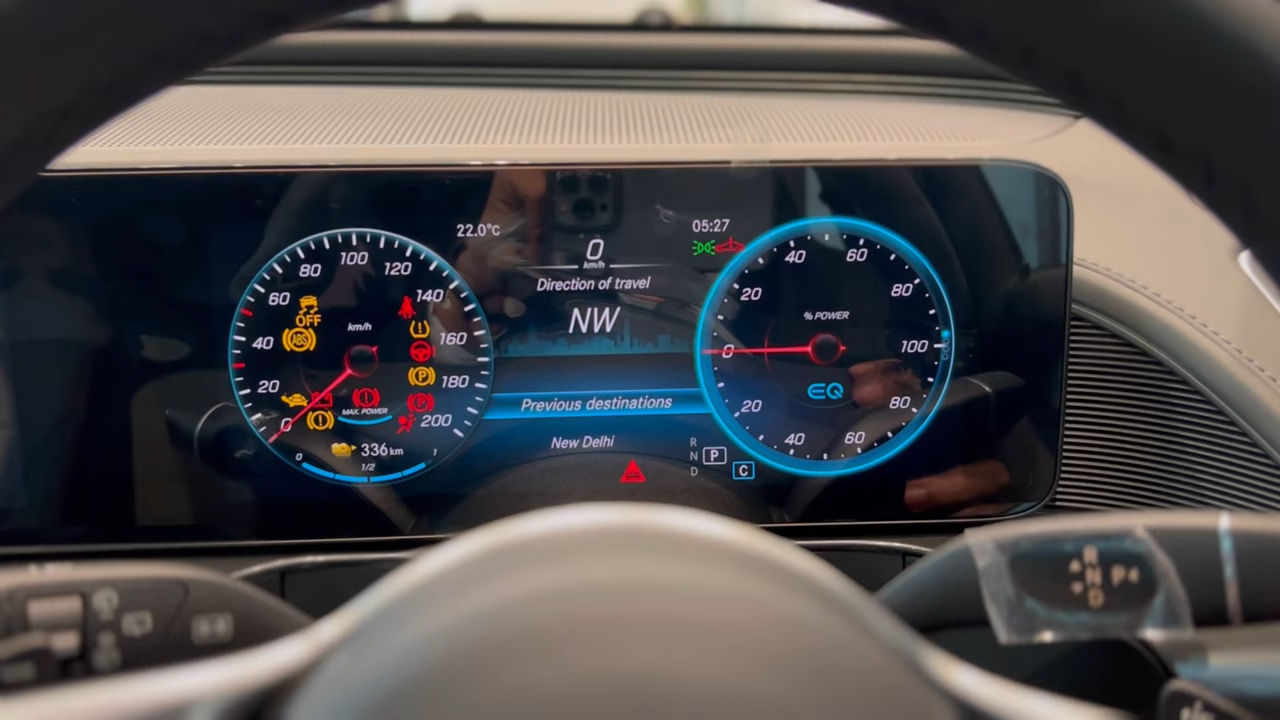 22.0°C
05:27
0
km/h
Direction of travel
NW
Previous destinations
New Delhi
0
20
40
60
80
100
120
140
160
180
200
km/h
OFF
ABS
P
P
MAX. POWER
336 km
0
1/2
1
% POWER
0
20
40
60
80
100
80
60
40
20
EQ
R
N P
D C
R
N P
D